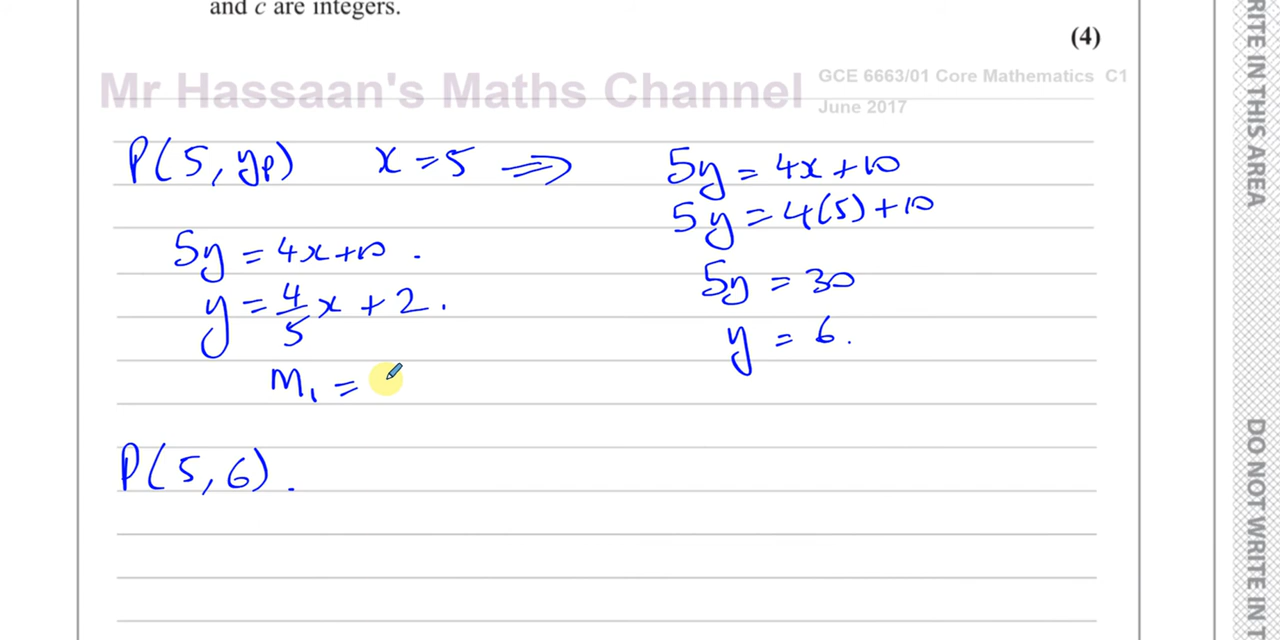 and c are integers.
(4)
Mr Hassaan's Maths Channel
GCE 6663/01 Core Mathematics C1
June 2017
P(5, yp) x = 5 ⟹
5y = 4x + 10
5y = 4(5) + 10
5y = 30
y = 6.
5y = 4x + 10.
y = 4/5 x + 2.
m₁ =
P(5, 6).
RITE IN THIS AREA
DO NOT WRITE IN T